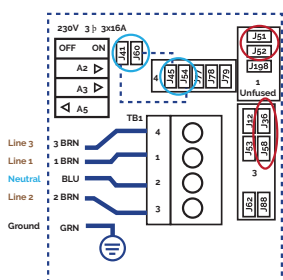 230V 3 þ 3x16A
OFF ON
A2
A3
A5
J41
J60
4
J45
J54
J77
J78
J79
J51
J52
J198
1
Unfused
J12
J36
J53
J58
3
J62
J88
TB1
Line 3 3 BRN 4
Line 1 1 BRN 1
Neutral BLU 2
Line 2 2 BRN 3
Ground GRN